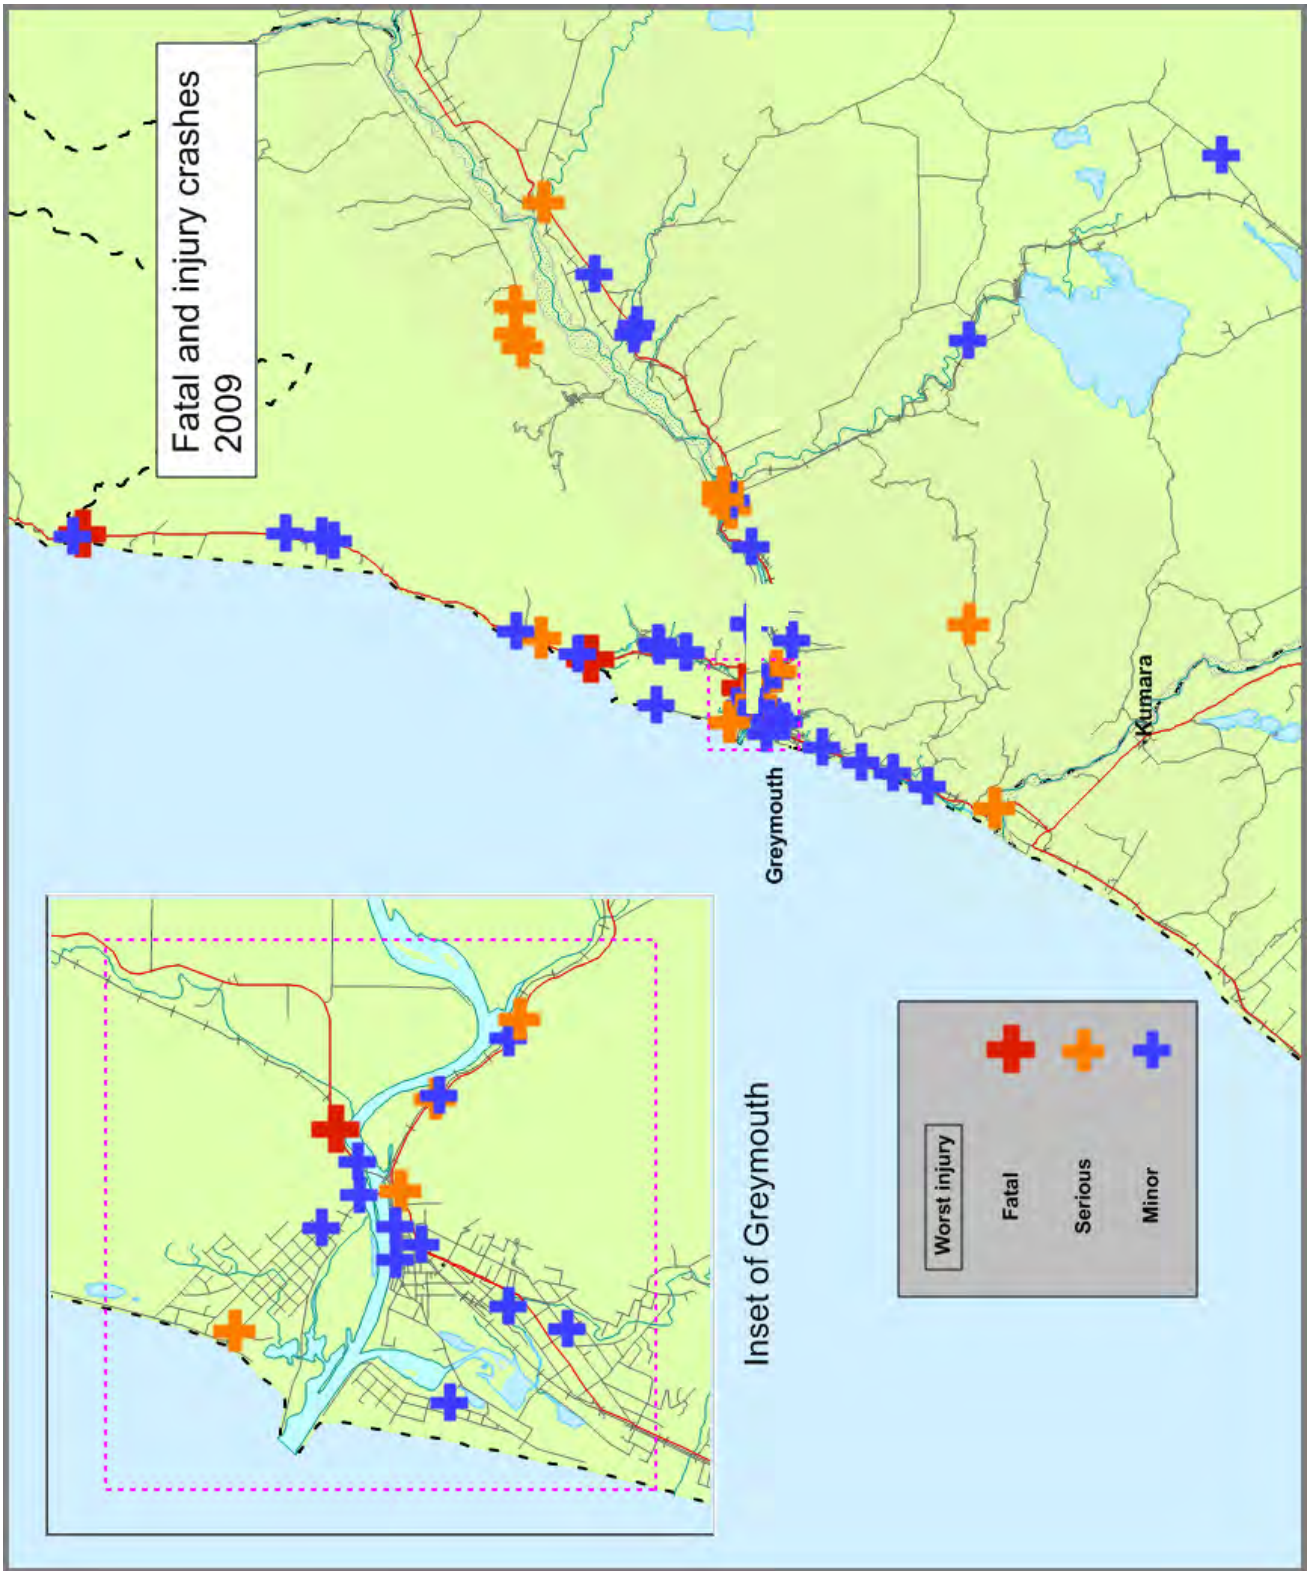 Fatal and injury crashes
2009
Greymouth
Kumara
Inset of Greymouth
Worst injury
Fatal
Serious
Minor